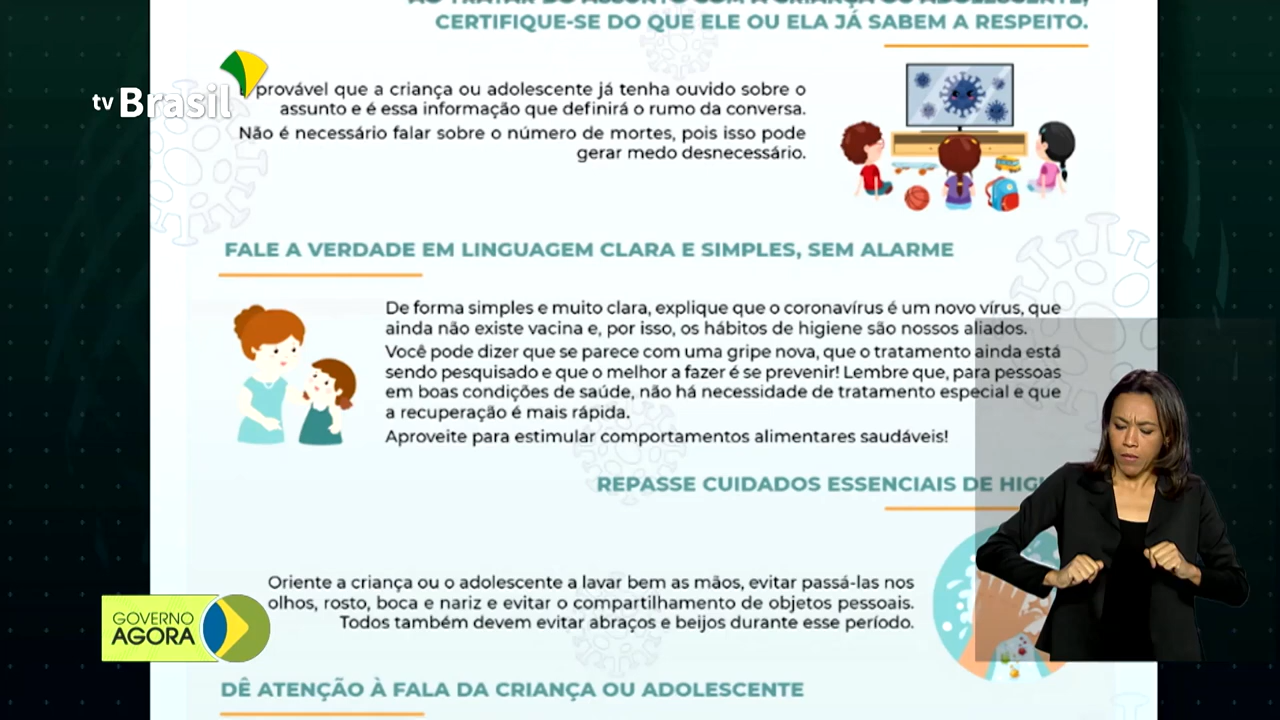 AO TRATAR DO ASSUNTO COM A CRIANÇA OU ADOLESCENTE,
CERTIFIQUE-SE DO QUE ELE OU ELA JÁ SABEM A RESPEITO.
tv Brasil
provável que a criança ou adolescente já tenha ouvido sobre o
assunto e é essa informação que definirá o rumo da conversa.
Não é necessário falar sobre o número de mortes, pois isso pode
gerar medo desnecessário.
FALE A VERDADE EM LINGUAGEM CLARA E SIMPLES, SEM ALARME
De forma simples e muito clara, explique que o coronavírus é um novo vírus, que
ainda não existe vacina e, por isso, os hábitos de higiene são nossos aliados.
Você pode dizer que se parece com uma gripe nova, que o tratamento ainda está
sendo pesquisado e que o melhor a fazer é se prevenir! Lembre que, para pessoas
em boas condições de saúde, não há necessidade de tratamento especial e que
a recuperação é mais rápida.
Aproveite para estimular comportamentos alimentares saudáveis!
REPASSE CUIDADOS ESSENCIAIS DE
Oriente a criança ou o adolescente a lavar bem as mãos, evitar passá-las nos
olhos, rosto, boca e nariz e evitar o compartilhamento de objetos pessoais.
Todos também devem evitar abraços e beijos durante esse período.
GOVERNO
AGORA
DÊ ATENÇÃO À FALA DA CRIANÇA OU ADOLESCENTE